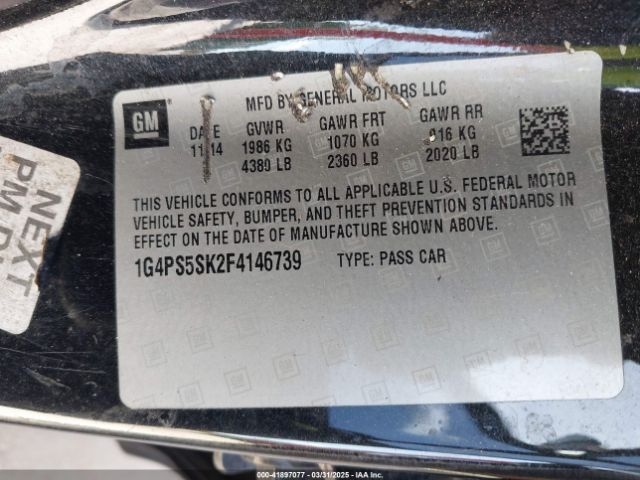 MFD BY GENERAL MOTORS LLC
GM
DATE GVWR GAWR FRT GAWR RR
11/14 1986 KG 1070 KG 916 KG
4380 LB 2360 LB 2020 LB
THIS VEHICLE CONFORMS TO ALL APPLICABLE U.S. FEDERAL MOTOR
VEHICLE SAFETY, BUMPER, AND THEFT PREVENTION STANDARDS IN
EFFECT ON THE DATE OF MANUFACTURE SHOWN ABOVE.
1G4PS5SK2F4146739 TYPE: PASS CAR
NEXT
PM
000-41897077 - 03/31/2025 - IAAI.COM